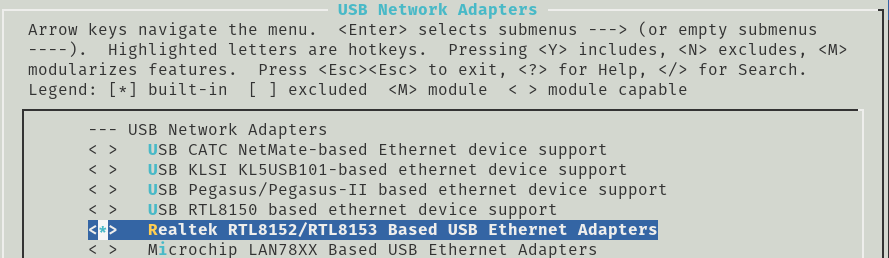 USB Network Adapters
Arrow keys navigate the menu.  <Enter> selects submenus ---> (or empty submenus
----).  Highlighted letters are hotkeys.  Pressing <Y> includes, <N> excludes, <M>
modularizes features.  Press <Esc><Esc> to exit, <?> for Help, </> for Search.
Legend: [*] built-in  [ ] excluded  <M> module  < > module capable
--- USB Network Adapters
< >   USB CATC NetMate-based Ethernet device support
< >   USB KLSI KL5USB101-based ethernet device support
< >   USB Pegasus/Pegasus-II based ethernet device support
< >   USB RTL8150 based ethernet device support
<*>   Realtek RTL8152/RTL8153 Based USB Ethernet Adapters
< >   Microchip LAN78XX Based USB Ethernet Adapters